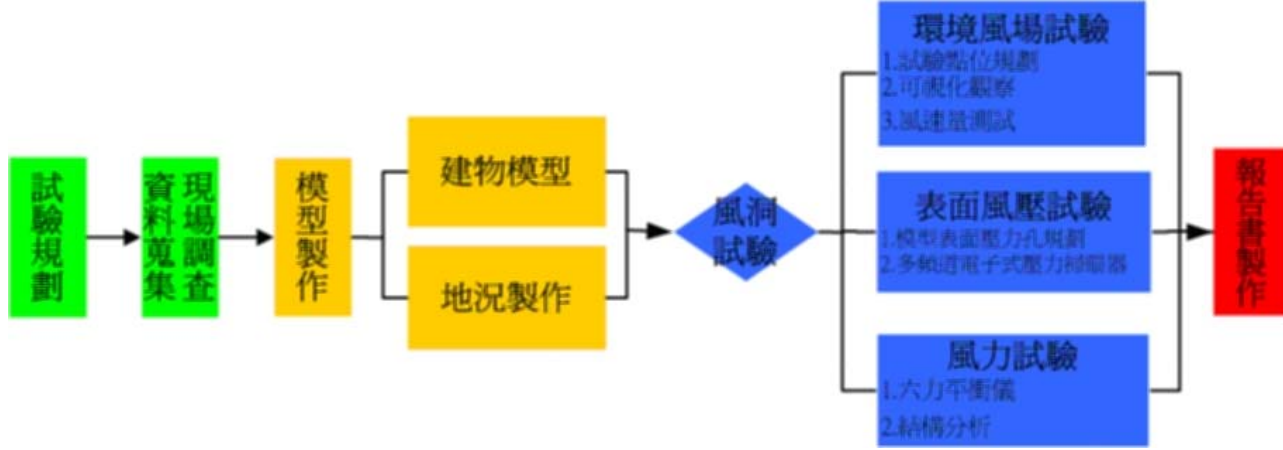 試驗規劃
現場調查
資料蒐集
模型製作
建物模型
地況製作
風洞
試驗
環境風場試驗
1.試驗點位規劃
2.可視化觀察
3.風速量測試
表面風壓試驗
1.模型表面壓力孔規劃
2.多頻道電子式壓力掃瞄器
風力試驗
1.六力平衡儀
2.結構分析
報告書製作